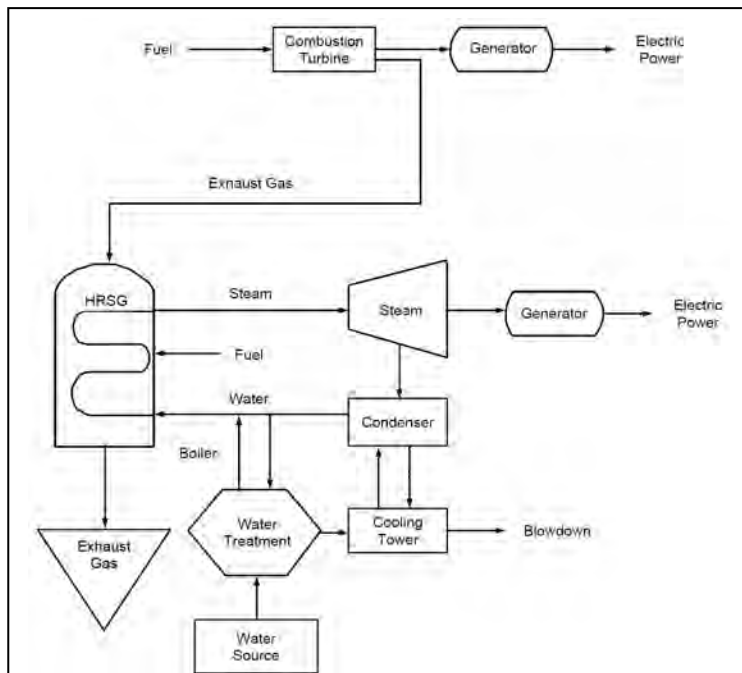 Fuel
Combustion
Turbine
Generator
Electric
Power
Exhaust Gas
HRSG
Steam
Steam
Generator
Electric
Power
Fuel
Water
Condenser
Boiler
Water
Treatment
Cooling
Tower
Blowdown
Exhaust
Gas
Water
Source